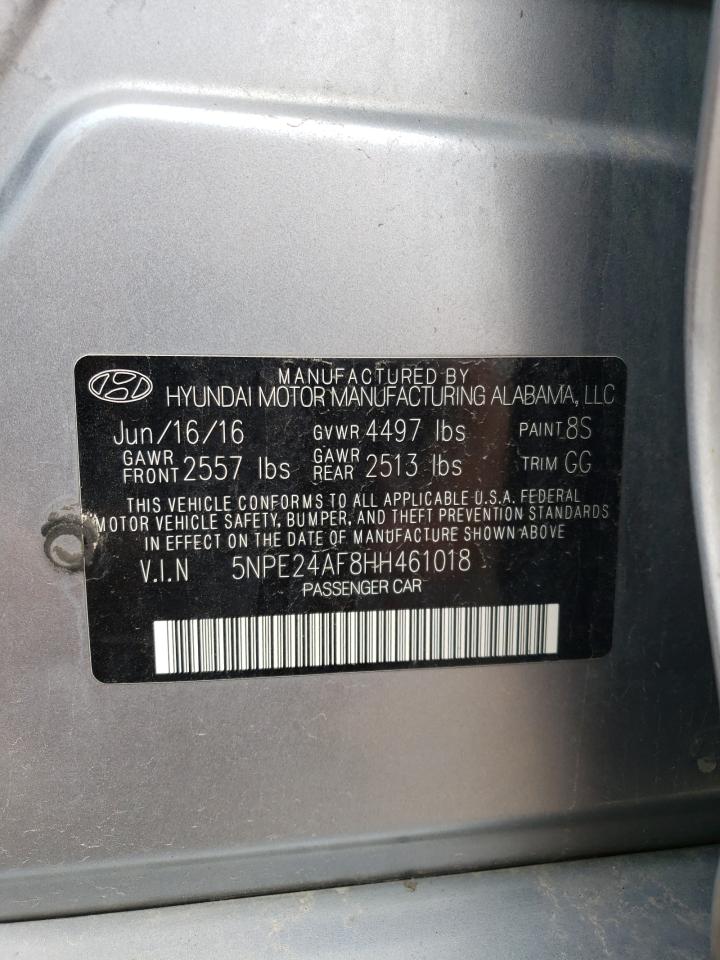 MANUFACTURED BY
HYUNDAI MOTOR MANUFACTURING ALABAMA, LLC
Jun/16/16 GVWR 4497 lbs PAINT 8S
GAWR FRONT 2557 lbs GAWR REAR 2513 lbs TRIM GG
THIS VEHICLE CONFORMS TO ALL APPLICABLE U.S.A. FEDERAL
MOTOR VEHICLE SAFETY, BUMPER, AND THEFT PREVENTION STANDARDS
IN EFFECT ON THE DATE OF MANUFACTURE SHOWN ABOVE
V.I.N 5NPE24AF8HH461018
PASSENGER CAR